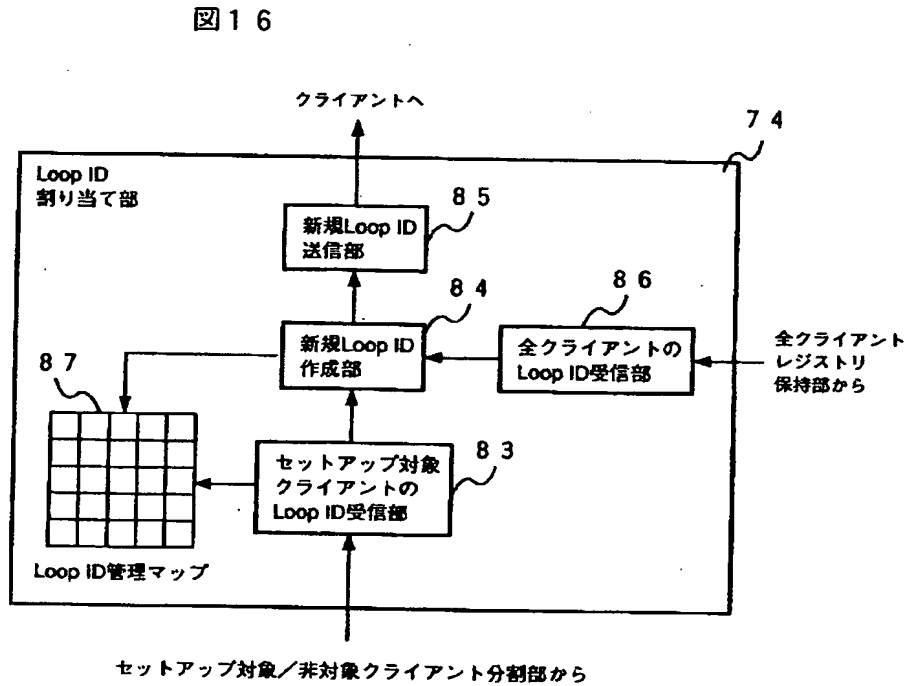 図16
クライアントへ
74
Loop ID
割り当て部
85
新規Loop ID
送信部
84
86
新規Loop ID
作成部
全クライアントの
Loop ID受信部
全クライアント
レジストリ
保持部から
87
83
セットアップ対象
クライアントの
Loop ID受信部
Loop ID管理マップ
セットアップ対象/非対象クライアント分割部から